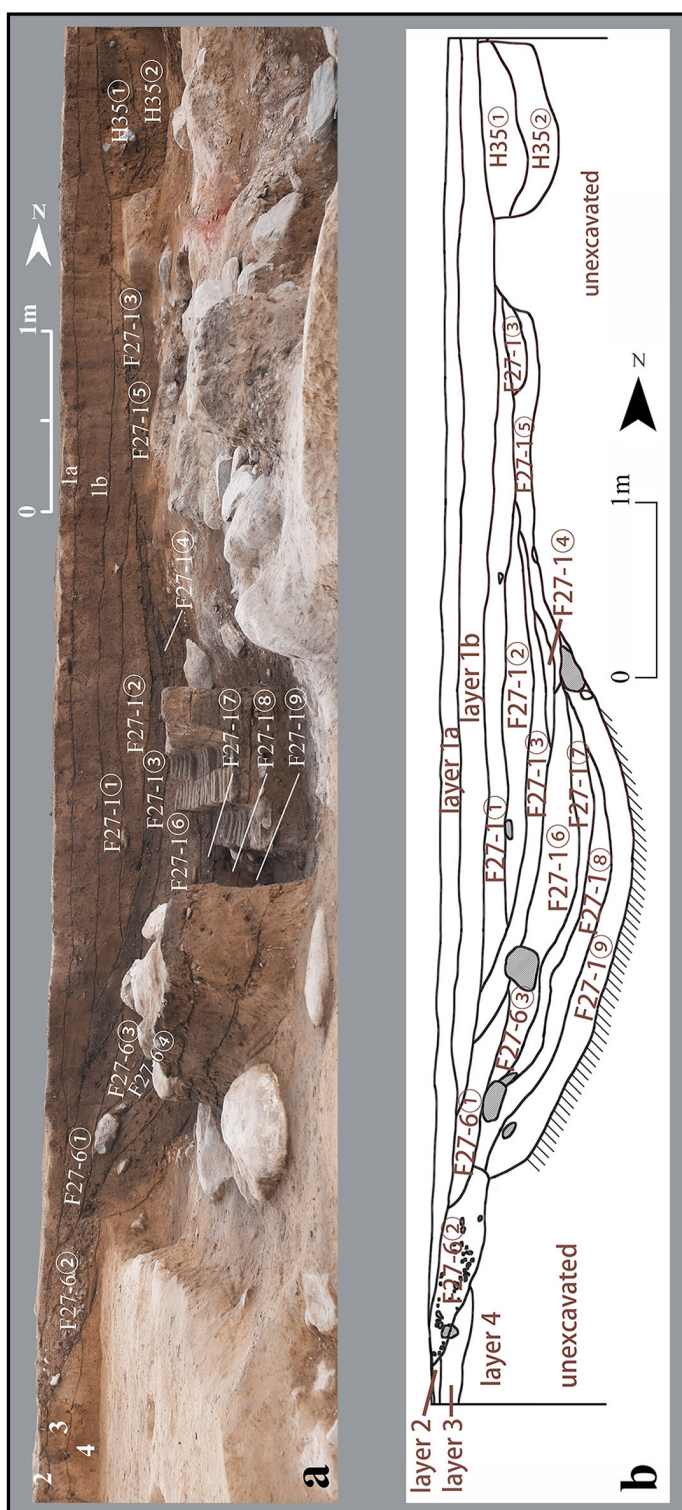 0 1m
N
2
3
4
F27-6②
F27-6①
F27-6③
F27-6④
F27-1①
F27-1②
F27-1③
F27-1⑥
F27-1⑦
F27-1⑧
F27-1⑨
F27-1④
1a
1b
F27-1⑤
F27-1③
H35①
H35②
a
layer 2
layer 3
layer 4
unexcavated
F27-6②
F27-6①
F27-6③
layer 1a
layer 1b
F27-1①
F27-1②
F27-1③
F27-1⑥
F27-1⑦
F27-1⑧
F27-1⑨
F27-1④
F27-1⑤
F27-1③
H35①
H35②
unexcavated
0 1m
N
b